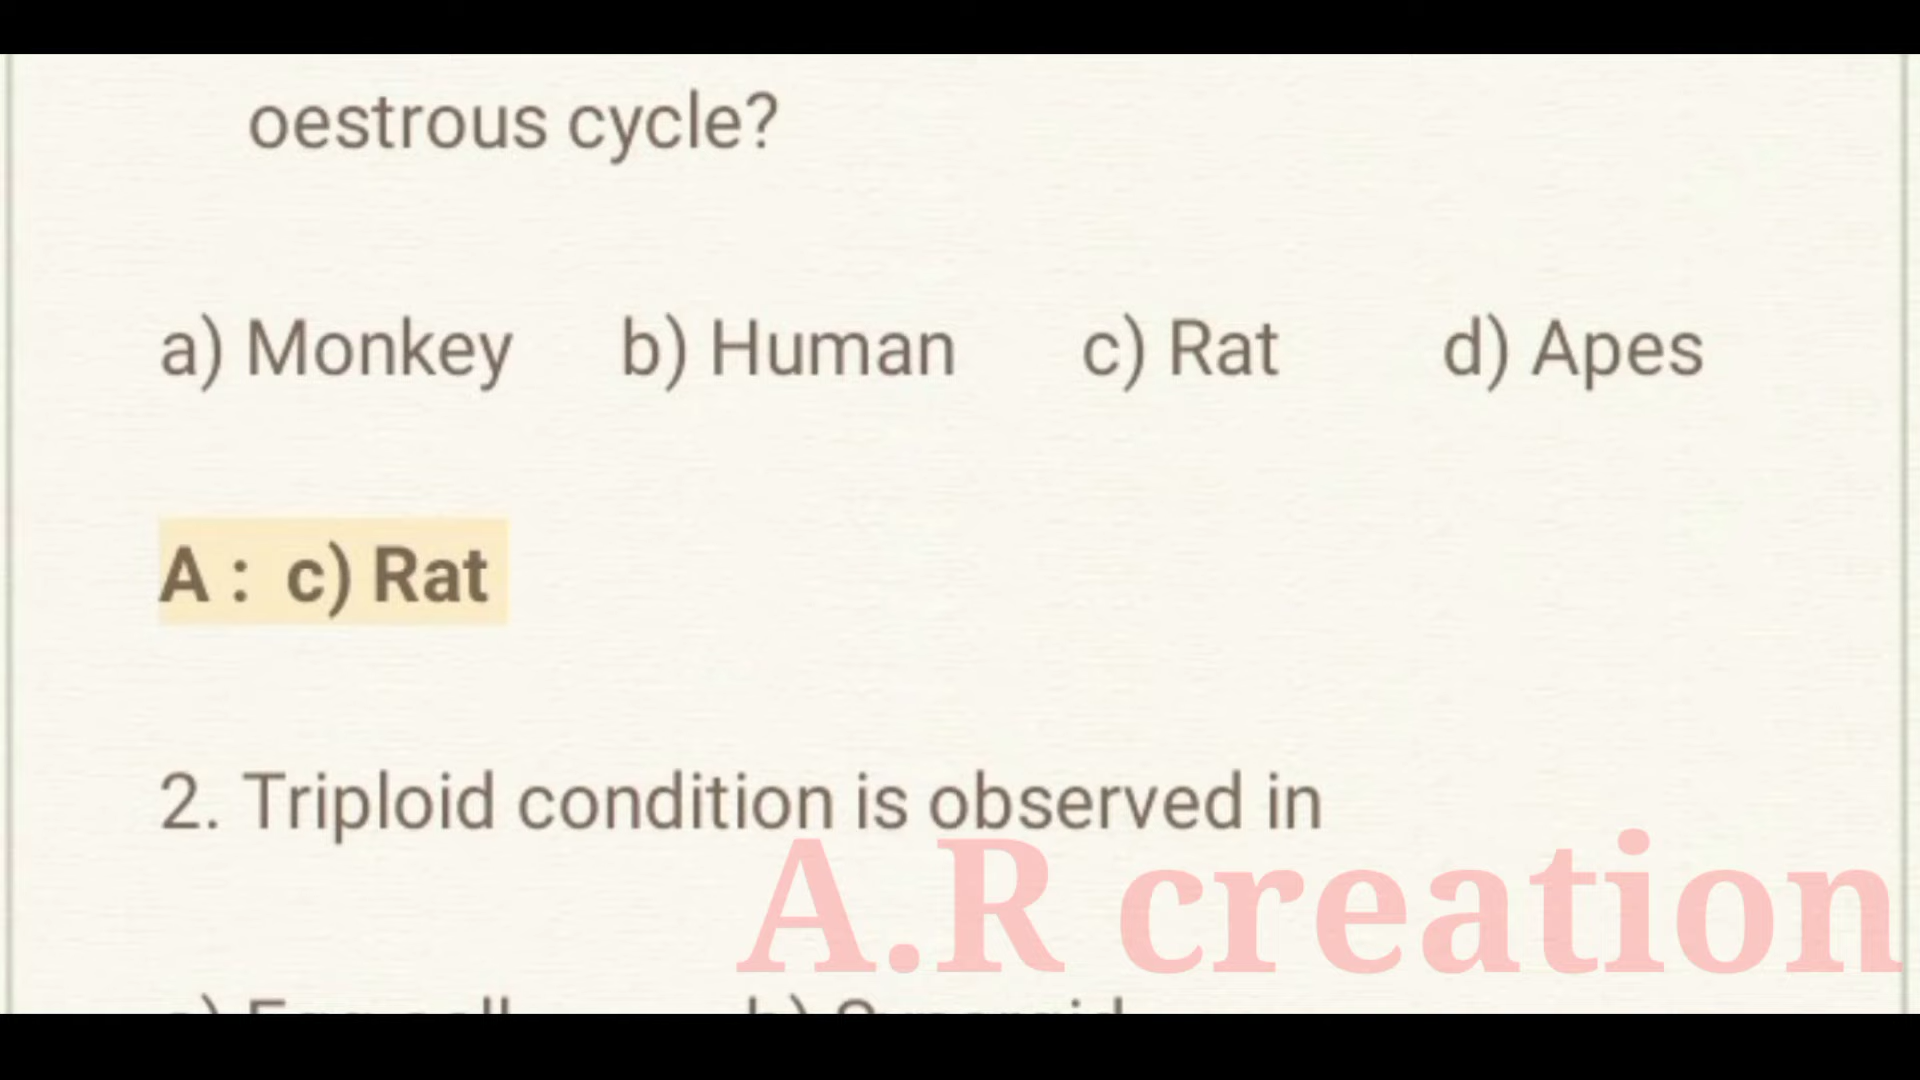 oestrous cycle?
a) Monkey b) Human c) Rat d) Apes
A : c) Rat
2. Triploid condition is observed in
A.R creation